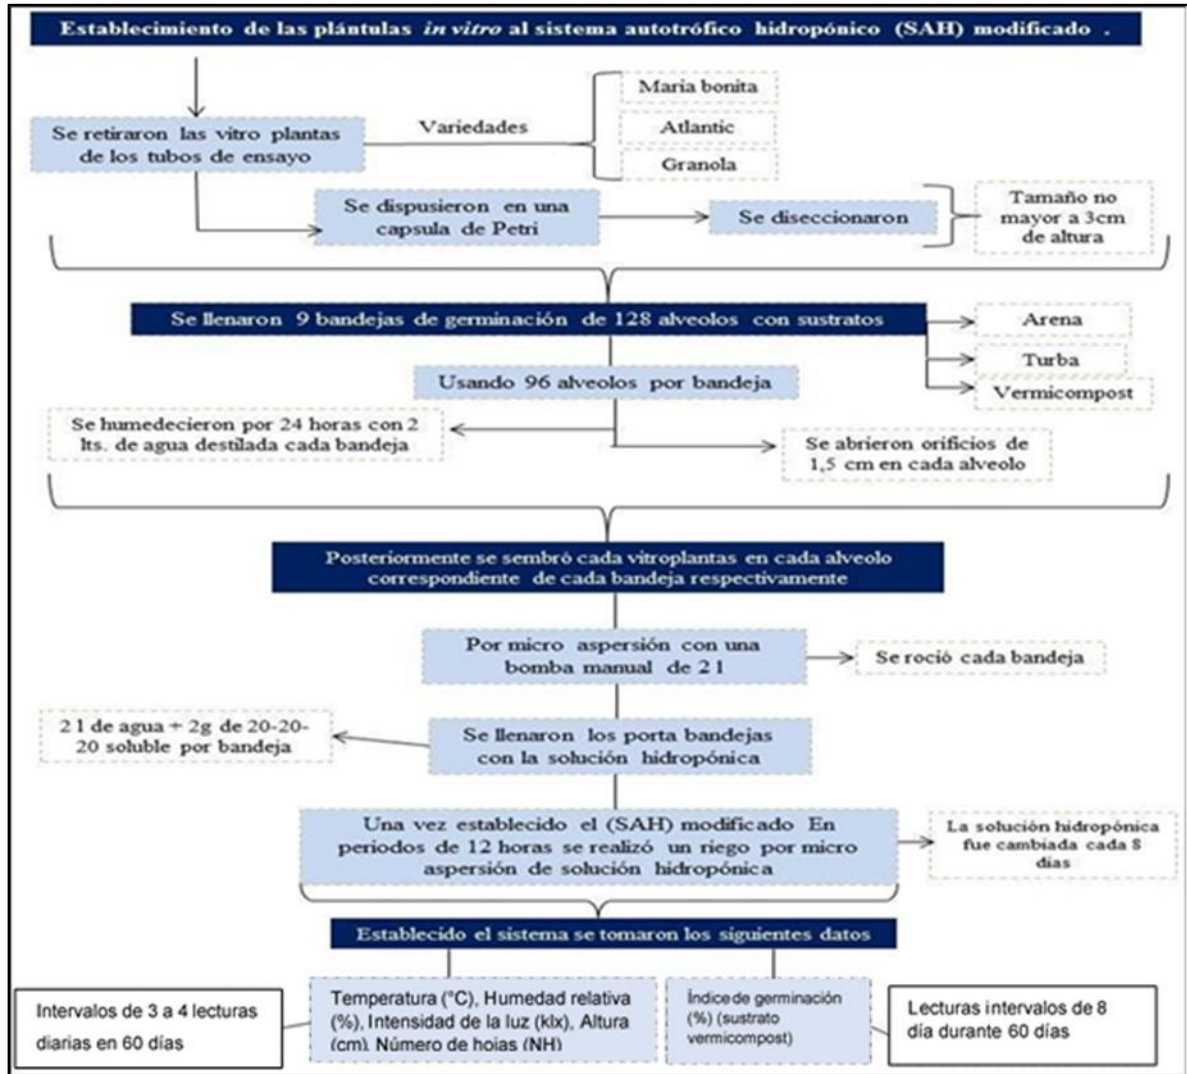 Establecimiento de las plántulas in vitro al sistema autotrófico hidropónico (SAH) modificado .
Se retiraron las vitro plantas
de los tubos de ensayo
Variedades
Maria bonita
Atlantic
Granola
Se dispusieron en una
capsula de Petri
Se diseccionaron
Tamaño no
mayor a 3cm
de altura
Se llenaron 9 bandejas de germinación de 128 alveolos con sustratos
Arena
Turba
Vermicompost
Usando 96 alveolos por bandeja
Se humedecieron por 24 horas con 2
lts. de agua destilada cada bandeja
Se abrieron orificios de
1,5 cm en cada alveolo
Posteriormente se sembró cada vitroplantas en cada alveolo
correspondiente de cada bandeja respectivamente
Por micro aspersión con una
bomba manual de 2 l
Se roció cada bandeja
2 l de agua + 2g de 20-20-
20 soluble por bandeja
Se llenaron los porta bandejas
con la solución hidropónica
Una vez establecido el (SAH) modificado En
periodos de 12 horas se realizó un riego por micro
aspersión de solución hidropónica
La solución hidropónica
fue cambiada cada 8
días
Establecido el sistema se tomaron los siguientes datos
Intervalos de 3 a 4 lecturas
diarias en 60 días
Temperatura (°C), Humedad relativa
(%), Intensidad de la luz (klx), Altura
(cm), Número de hojas (NH)
Índice de germinación
(%) (sustrato
vermicompost)
Lecturas intervalos de 8
día durante 60 días